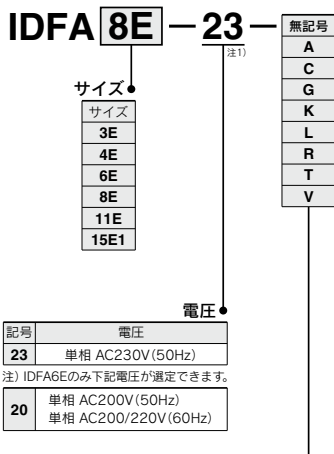 IDFA 8E — 23 —
注1)
無記号
A
C
G
K
L
R
T
V
サイズ
サイズ
3E
4E
6E
8E
11E
15E1
電圧
記号 電圧
23 単相 AC230V(50Hz)
注) IDFA6Eのみ下記電圧が選定できます。
20 単相 AC200V(50Hz)
単相 AC200/220V(60Hz)